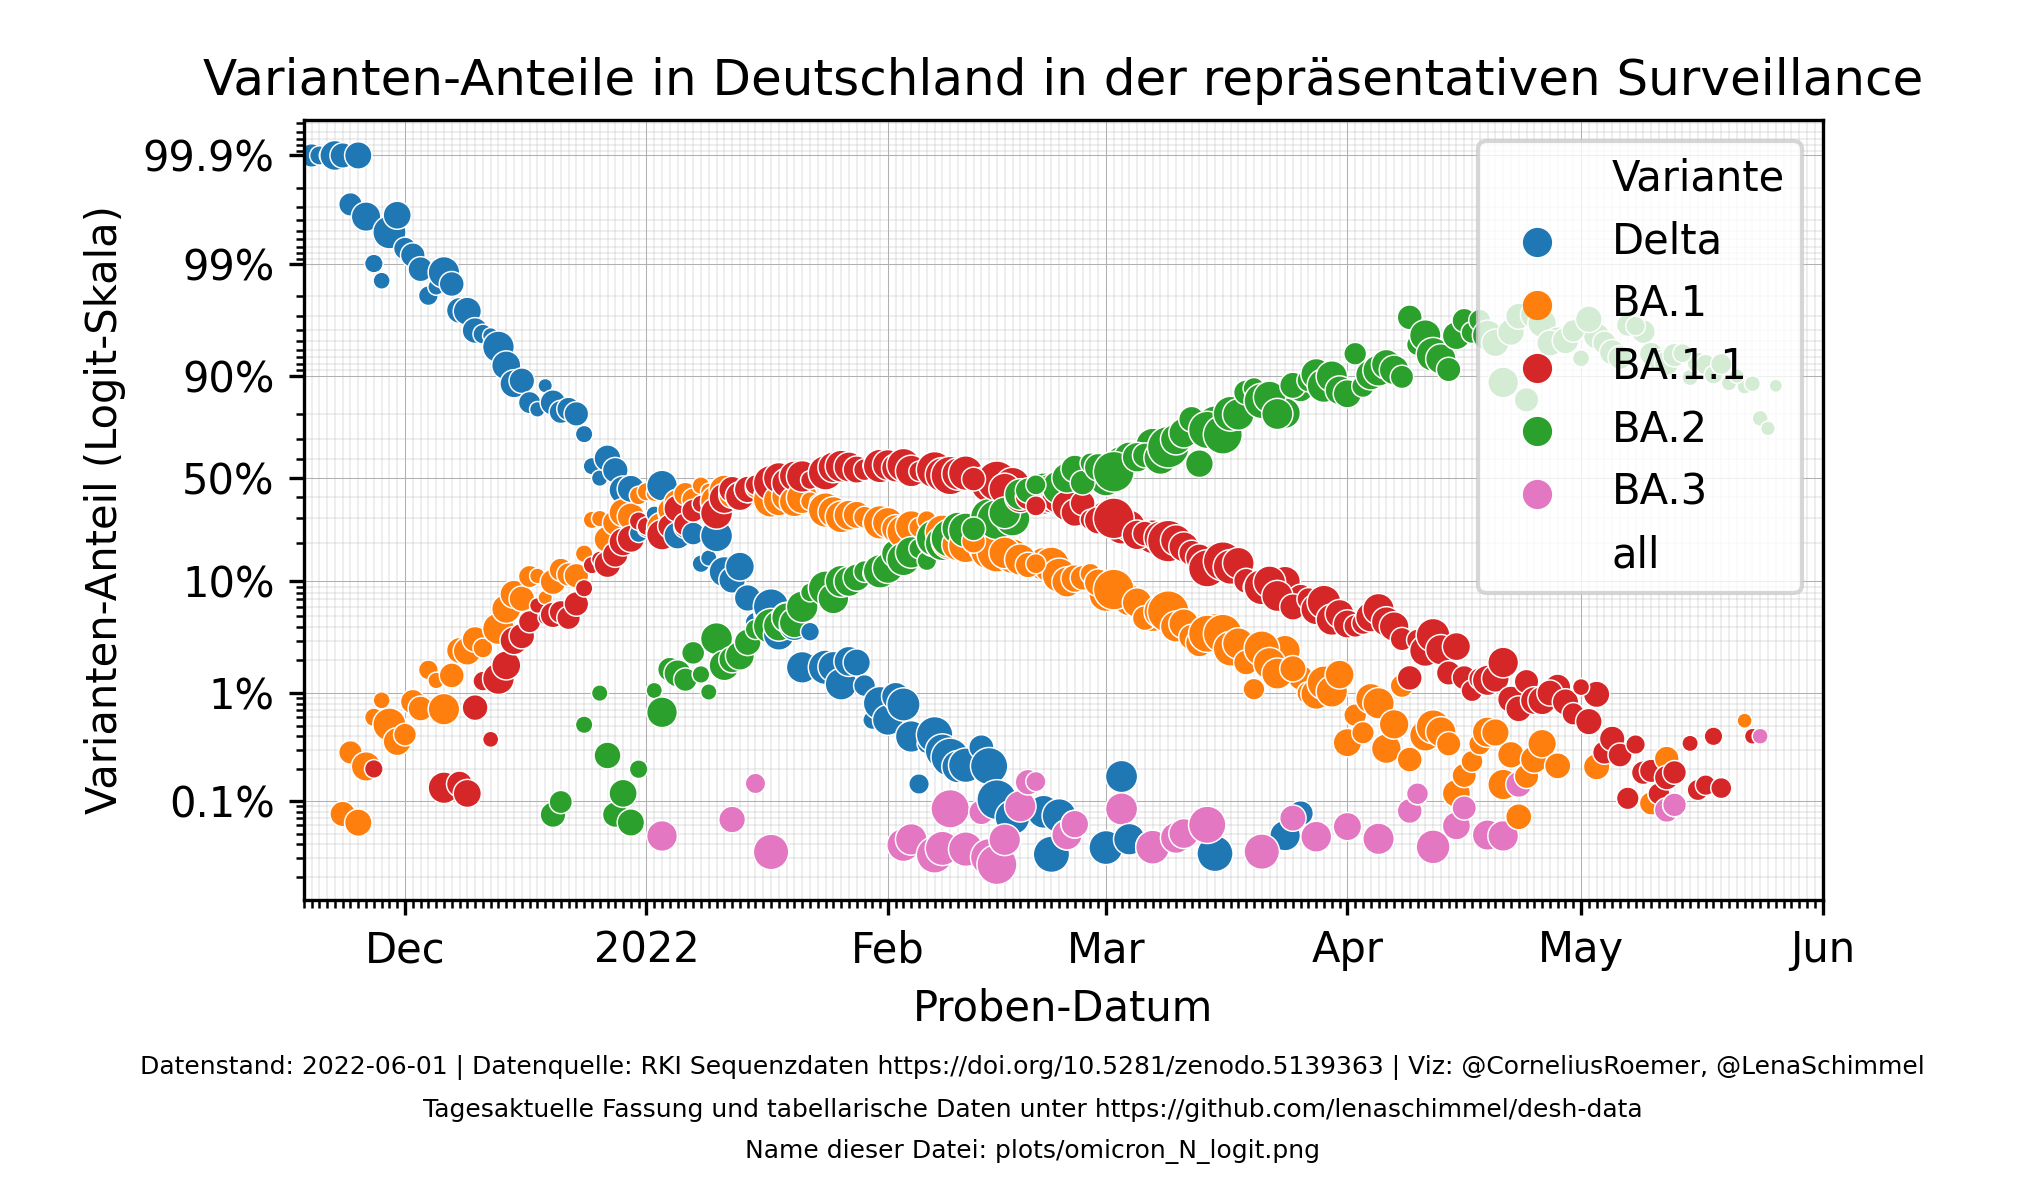 Varianten-Anteile in Deutschland in der repräsentativen Surveillance
Varianten-Anteil (Logit-Skala)
99.9%
99%
90%
50%
10%
1%
0.1%
Variante
Delta
BA.1
BA.1.1
BA.2
BA.3
all
Dec
2022
Feb
Mar
Apr
May
Jun
Proben-Datum
Datenstand: 2022-06-01 | Datenquelle: RKI Sequenzdaten https://doi.org/10.5281/zenodo.5139363 | Viz: @CorneliusRoemer, @LenaSchimmel
Tagesaktuelle Fassung und tabellarische Daten unter https://github.com/lenaschimmel/desh-data
Name dieser Datei: plots/omicron_N_logit.png